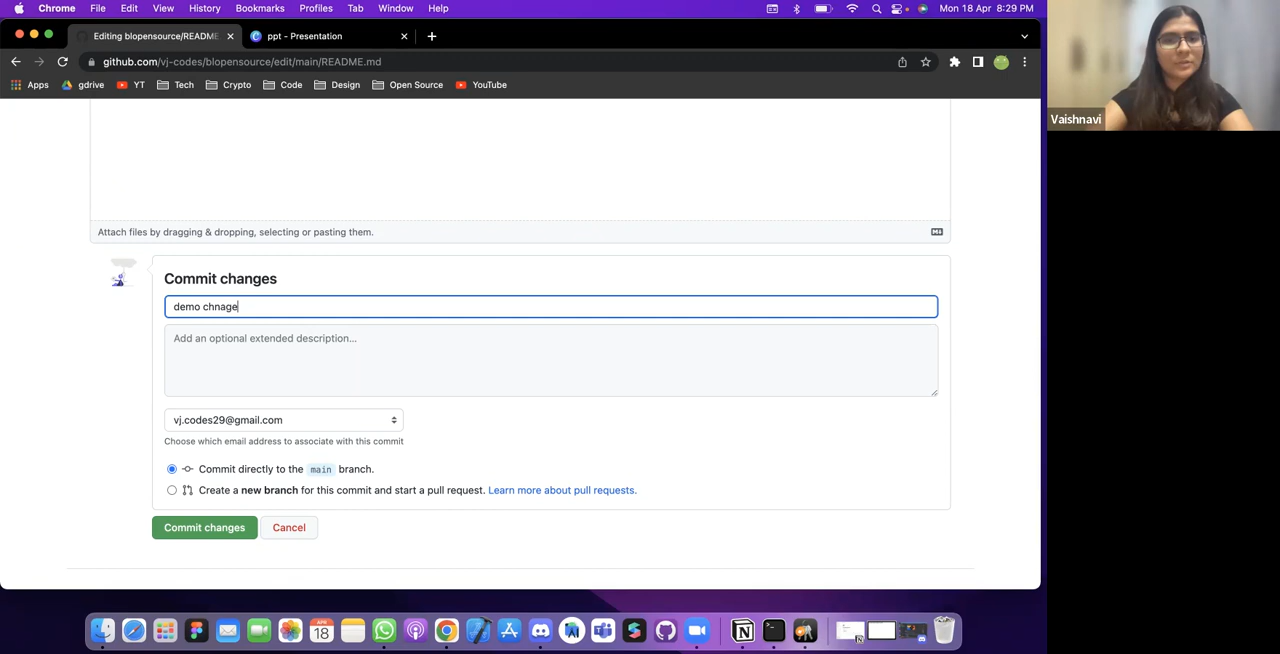 Chrome File Edit View History Bookmarks Profiles Tab Window Help Mon 18 Apr 8:29 PM
Editing blopensource/README ppt - Presentation
github.com/vj-codes/blopensource/edit/main/README.md
Apps gdrive YT Tech Crypto Code Design Open Source YouTube
Vaishnavi
Attach files by dragging & dropping, selecting or pasting them.
Commit changes
demo chnage
Add an optional extended description...
vj.codes29@gmail.com
Choose which email address to associate with this commit
Commit directly to the main branch.
Create a new branch for this commit and start a pull request. Learn more about pull requests.
Commit changes Cancel
APR
18